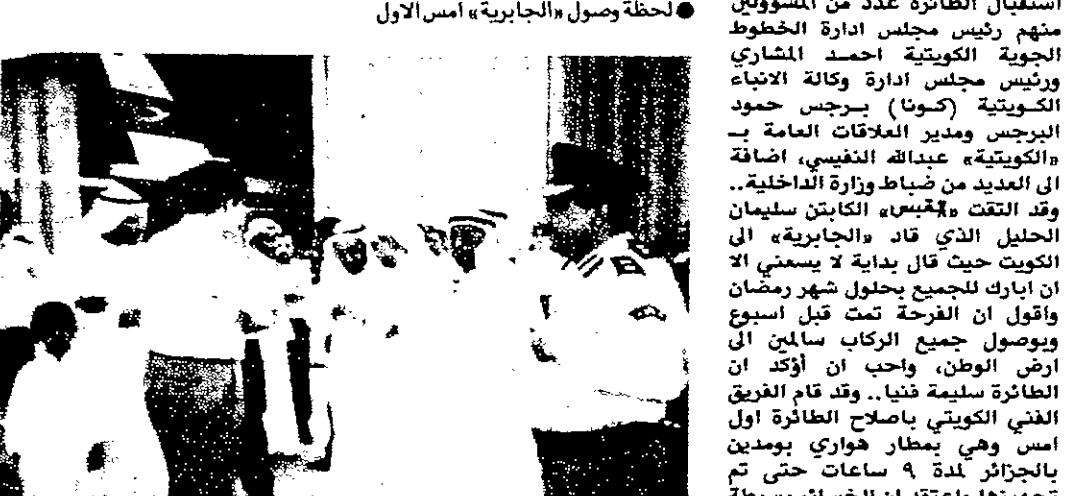 ● لحظة وصول «الجابرية» امس الاول
استقبال الطائرة عدد من المسؤولين
منهم رئيس مجلس ادارة الخطوط
الجوية الكويتية احمد المشاري
ورئيس مجلس ادارة وكالة الانباء
الكويتية (كونا) برجس حمود
البرجس ومدير العلاقات العامة بـ
«الكويتية» عبدالله النفيسي، اضافة
الى العديد من ضباط وزارة الداخلية..
وقد التقت «القبس» الكابتن سليمان
الحليل الذي قاد «الجابرية» الى
الكويت حيث قال بداية لا يسعني الا
ان ابارك للجميع بحلول شهر رمضان
واقول ان الفرحة تمت قبل اسبوع
وبوصول جميع الركاب سالمين الى
ارض الوطن، واحب ان أؤكد ان
الطائرة سليمة فنيا.. وقد قام الفريق
الفني الكويتي باصلاح الطائرة اول
امس وهي بمطار هواري بومدين
بالجزائر لمدة ٩ ساعات حتى تم